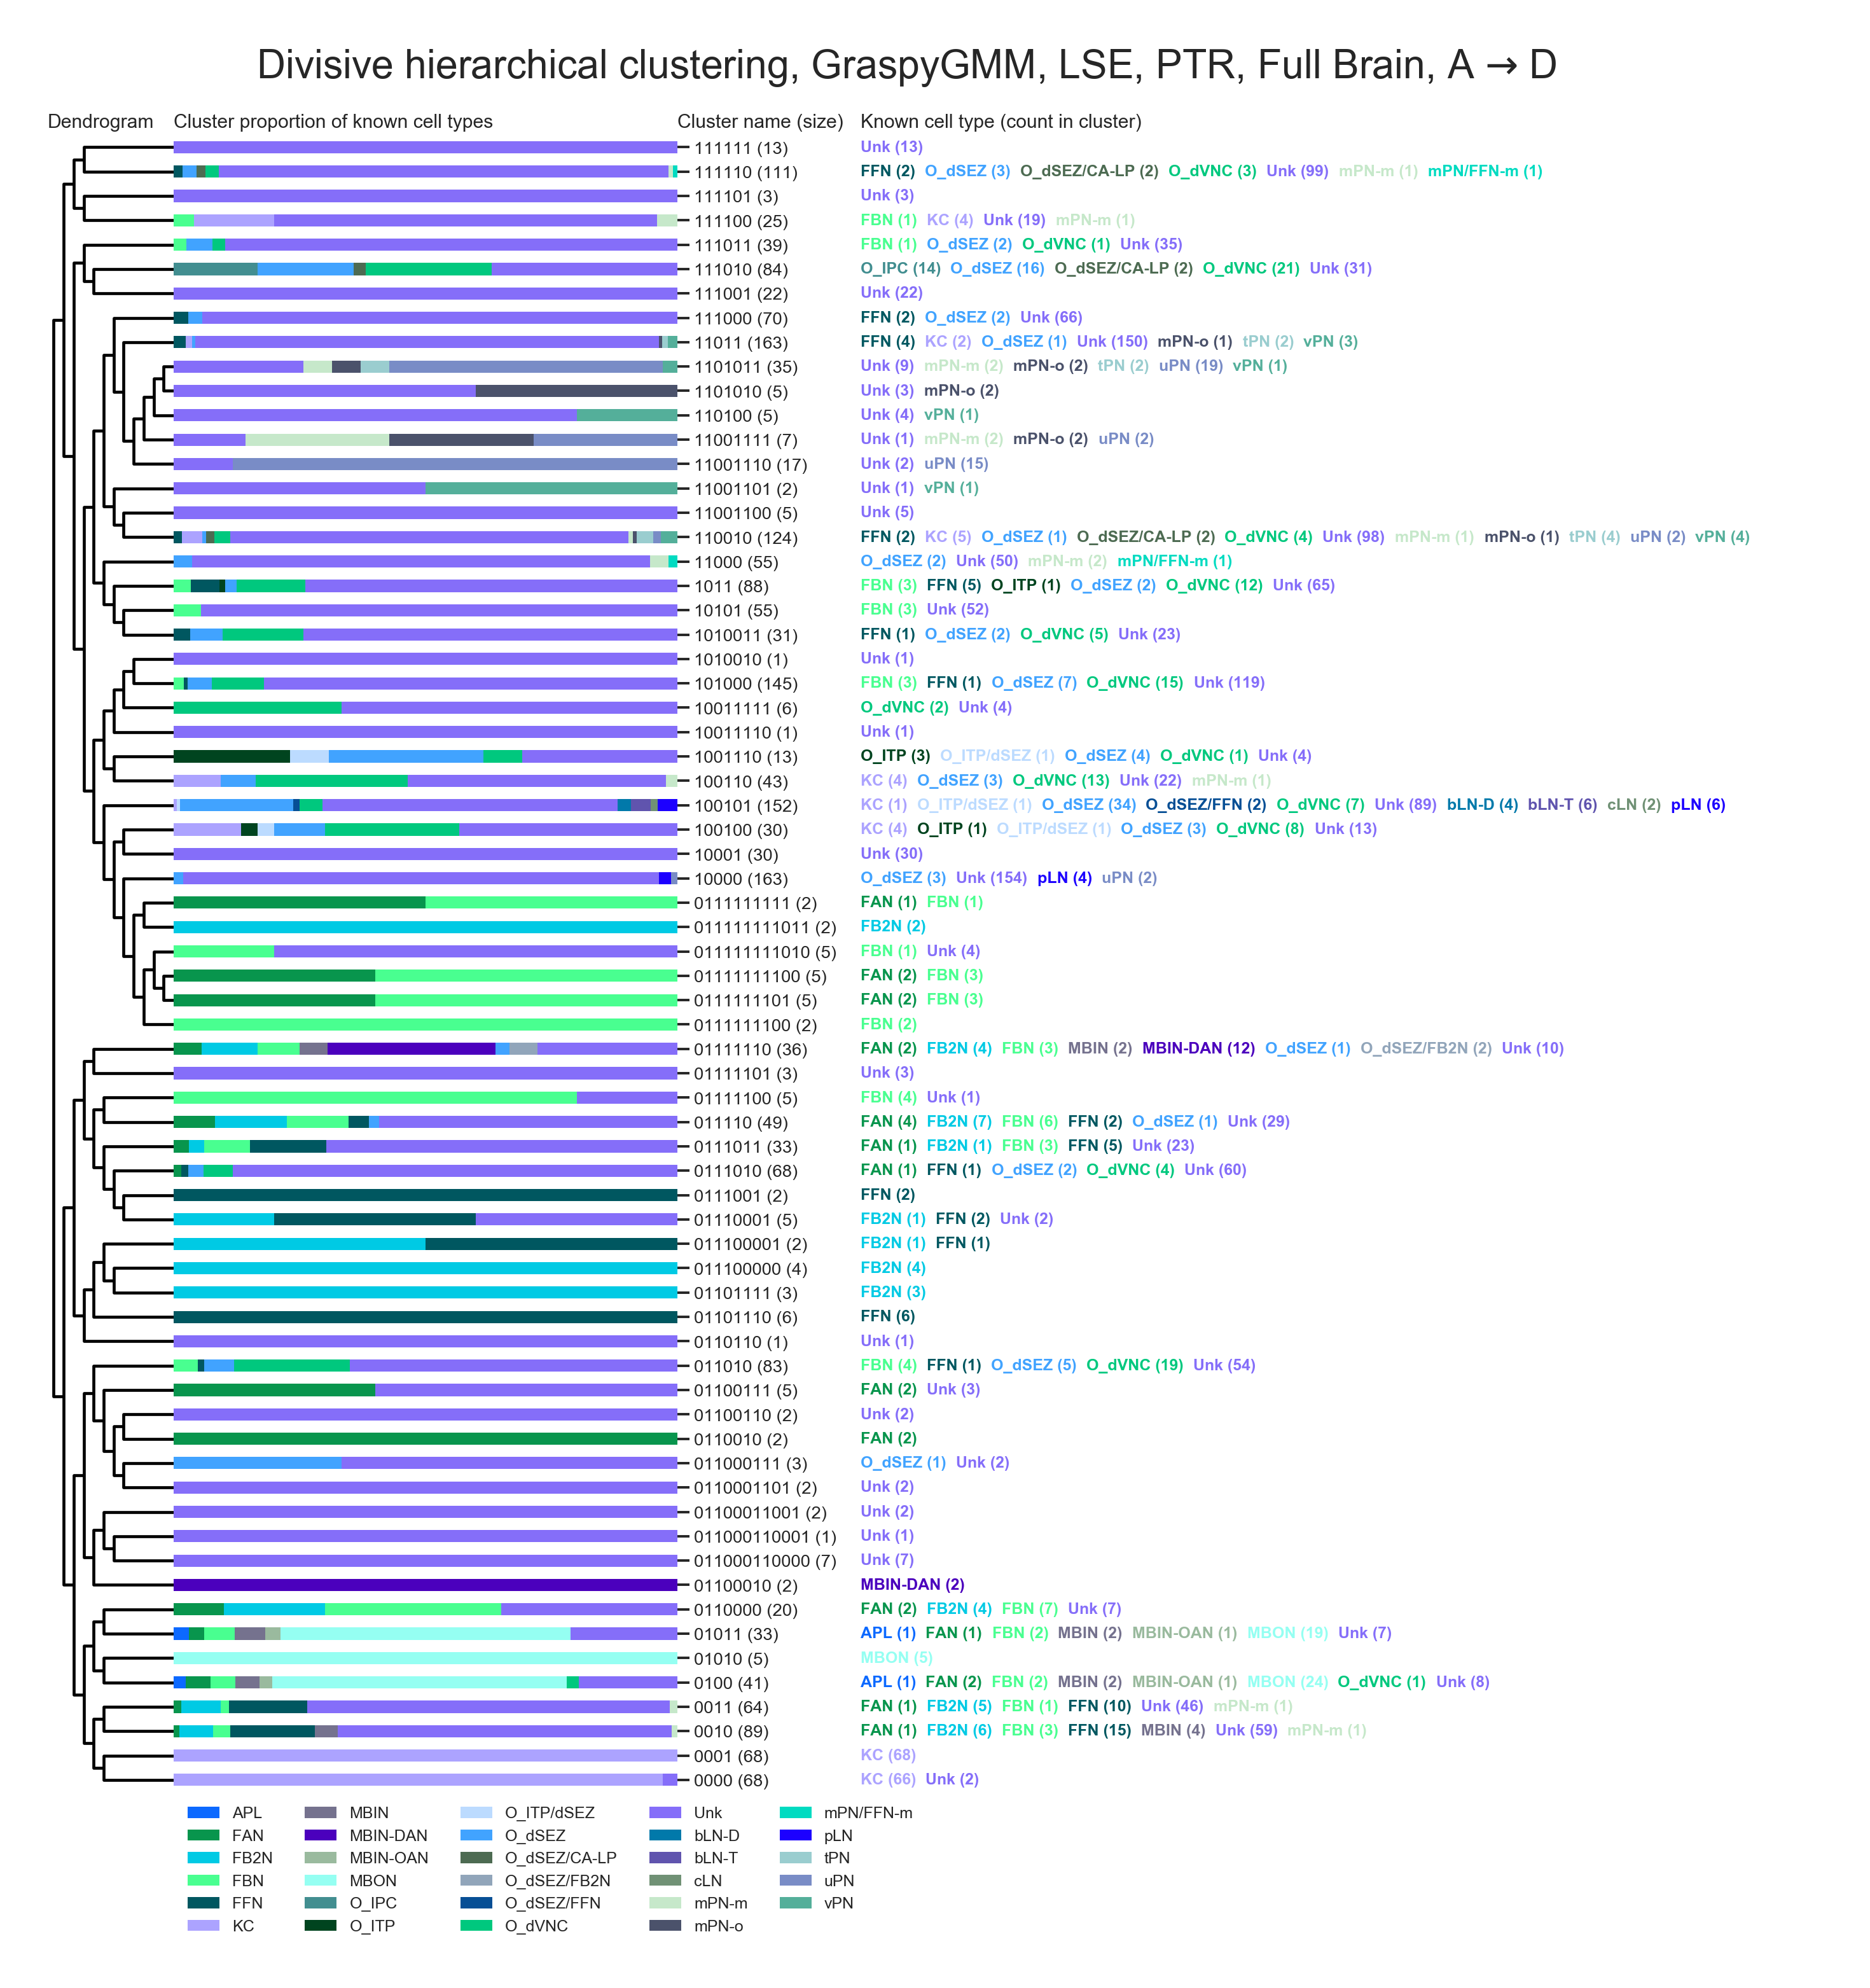 Divisive hierarchical clustering, GraspyGMM, LSE, PTR, Full Brain, A → D
Dendrogram Cluster proportion of known cell types Cluster name (size) Known cell type (count in cluster)
111111 (13) Unk (13)
111110 (111) FFN (2) O_dSEZ (3) O_dSEZ/CA-LP (2) O_dVNC (3) Unk (99) mPN-m (1) mPN/FFN-m (1)
111101 (3) Unk (3)
111100 (25) FBN (1) KC (4) Unk (19) mPN-m (1)
111011 (39) FBN (1) O_dSEZ (2) O_dVNC (1) Unk (35)
111010 (84) O_IPC (14) O_dSEZ (16) O_dSEZ/CA-LP (2) O_dVNC (21) Unk (31)
111001 (22) Unk (22)
111000 (70) FFN (2) O_dSEZ (2) Unk (66)
11011 (163) FFN (4) KC (2) O_dSEZ (1) Unk (150) mPN-o (1) tPN (2) vPN (3)
1101011 (35) Unk (9) mPN-m (2) mPN-o (2) tPN (2) uPN (19) vPN (1)
1101010 (5) Unk (3) mPN-o (2)
110100 (5) Unk (4) vPN (1)
11001111 (7) Unk (1) mPN-m (2) mPN-o (2) uPN (2)
11001110 (17) Unk (2) uPN (15)
11001101 (2) Unk (1) vPN (1)
11001100 (5) Unk (5)
110010 (124) FFN (2) KC (5) O_dSEZ (1) O_dSEZ/CA-LP (2) O_dVNC (4) Unk (98) mPN-m (1) mPN-o (1) tPN (4) uPN (2) vPN (4)
11000 (55) O_dSEZ (2) Unk (50) mPN-m (2) mPN/FFN-m (1)
1011 (88) FBN (3) FFN (5) O_ITP (1) O_dSEZ (2) O_dVNC (12) Unk (65)
10101 (55) FBN (3) Unk (52)
1010011 (31) FFN (1) O_dSEZ (2) O_dVNC (5) Unk (23)
1010010 (1) Unk (1)
101000 (145) FBN (3) FFN (1) O_dSEZ (7) O_dVNC (15) Unk (119)
10011111 (6) O_dVNC (2) Unk (4)
10011110 (1) Unk (1)
1001110 (13) O_ITP (3) O_ITP/dSEZ (1) O_dSEZ (4) O_dVNC (1) Unk (4)
100110 (43) KC (4) O_dSEZ (3) O_dVNC (13) Unk (22) mPN-m (1)
100101 (152) KC (1) O_ITP/dSEZ (1) O_dSEZ (34) O_dSEZ/FFN (2) O_dVNC (7) Unk (89) bLN-D (4) bLN-T (6) cLN (2) pLN (6)
100100 (30) KC (4) O_ITP (1) O_ITP/dSEZ (1) O_dSEZ (3) O_dVNC (8) Unk (13)
10001 (30) Unk (30)
10000 (163) O_dSEZ (3) Unk (154) pLN (4) uPN (2)
0111111111 (2) FAN (1) FBN (1)
011111111011 (2) FB2N (2)
011111111010 (5) FBN (1) Unk (4)
01111111100 (5) FAN (2) FBN (3)
0111111101 (5) FAN (2) FBN (3)
0111111100 (2) FBN (2)
01111110 (36) FAN (2) FB2N (4) FBN (3) MBIN (2) MBIN-DAN (12) O_dSEZ (1) O_dSEZ/FB2N (2) Unk (10)
01111101 (3) Unk (3)
01111100 (5) FBN (4) Unk (1)
011110 (49) FAN (4) FB2N (7) FBN (6) FFN (2) O_dSEZ (1) Unk (29)
0111011 (33) FAN (1) FB2N (1) FBN (3) FFN (5) Unk (23)
0111010 (68) FAN (1) FFN (1) O_dSEZ (2) O_dVNC (4) Unk (60)
0111001 (2) FFN (2)
01110001 (5) FB2N (1) FFN (2) Unk (2)
011100001 (2) FB2N (1) FFN (1)
011100000 (4) FB2N (4)
01101111 (3) FB2N (3)
01101110 (6) FFN (6)
0110110 (1) Unk (1)
011010 (83) FBN (4) FFN (1) O_dSEZ (5) O_dVNC (19) Unk (54)
01100111 (5) FAN (2) Unk (3)
01100110 (2) Unk (2)
0110010 (2) FAN (2)
011000111 (3) O_dSEZ (1) Unk (2)
0110001101 (2) Unk (2)
01100011001 (2) Unk (2)
011000110001 (1) Unk (1)
011000110000 (7) Unk (7)
01100010 (2) MBIN-DAN (2)
0110000 (20) FAN (2) FB2N (4) FBN (7) Unk (7)
01011 (33) APL (1) FAN (1) FBN (2) MBIN (2) MBIN-OAN (1) MBON (19) Unk (7)
01010 (5) MBON (5)
0100 (41) APL (1) FAN (2) FBN (2) MBIN (2) MBIN-OAN (1) MBON (24) O_dVNC (1) Unk (8)
0011 (64) FAN (1) FB2N (5) FBN (1) FFN (10) Unk (46) mPN-m (1)
0010 (89) FAN (1) FB2N (6) FBN (3) FFN (15) MBIN (4) Unk (59) mPN-m (1)
0001 (68) KC (68)
0000 (68) KC (66) Unk (2)
APL MBIN O_ITP/dSEZ Unk mPN/FFN-m
FAN MBIN-DAN O_dSEZ bLN-D pLN
FB2N MBIN-OAN O_dSEZ/CA-LP bLN-T tPN
FBN MBON O_dSEZ/FB2N cLN uPN
FFN O_IPC O_dSEZ/FFN mPN-m vPN
KC O_ITP O_dVNC mPN-o